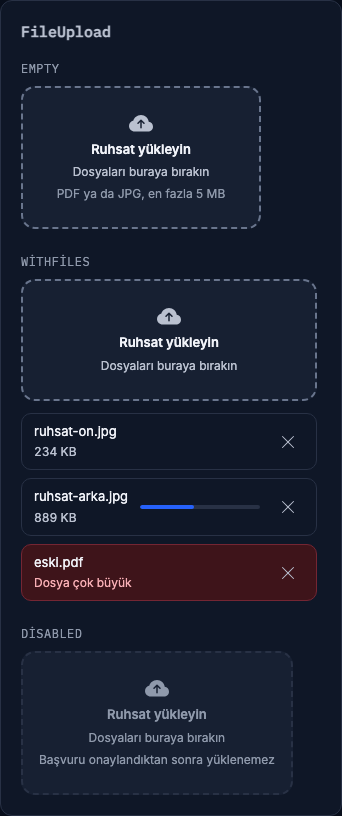 FileUpload
EMPTY
Ruhsat yükleyin
Dosyaları buraya bırakın
PDF ya da JPG, en fazla 5 MB
WİTHFİLES
Ruhsat yükleyin
Dosyaları buraya bırakın
ruhsat-on.jpg
234 KB
ruhsat-arka.jpg
889 KB
eski.pdf
Dosya çok büyük
DİSABLED
Ruhsat yükleyin
Dosyaları buraya bırakın
Başvuru onaylandıktan sonra yüklenemez